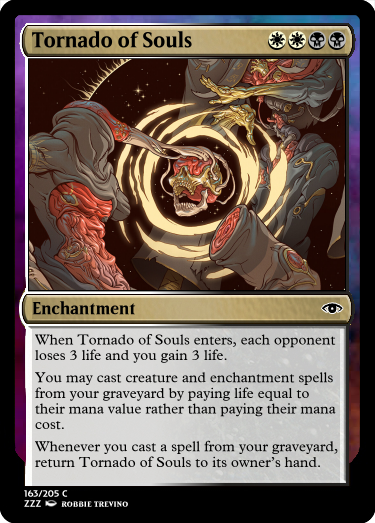 Tornado of Souls
Enchantment
When Tornado of Souls enters, each opponent
loses 3 life and you gain 3 life.
You may cast creature and enchantment spells
from your graveyard by paying life equal to
their mana value rather than paying their mana
cost.
Whenever you cast a spell from your graveyard,
return Tornado of Souls to its owner's hand.
163/205 C
ZZZ ROBBIE TREVINO